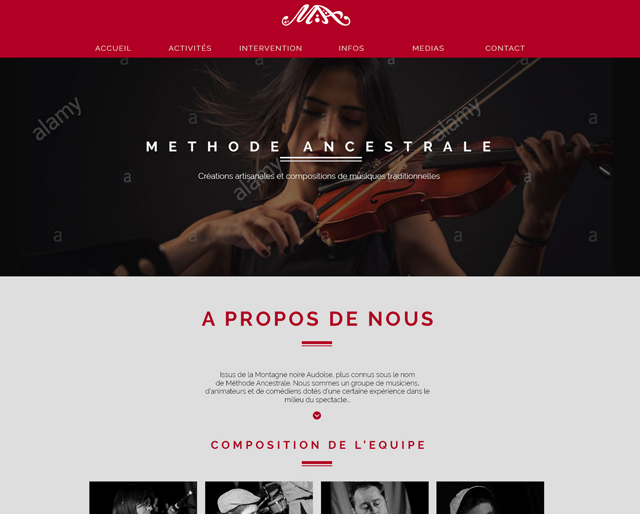 ACCUEIL ACTIVITÉS INTERVENTION INFOS MEDIAS CONTACT
alamy
a
a
a
alamy
METHODE ANCESTRALE
a
alamy
a
Créations artisanales et compositions de musiques traditionnelles
a
a
a
a
A PROPOS DE NOUS
Issus de la Montagne noire Audoise, plus connus sous le nom
de Méthode Ancestrale. Nous sommes un groupe de musiciens,
d'animateurs et de comédiens dotés d'une certaine expérience dans le
milieu du spectacle...
COMPOSITION DE L'EQUIPE